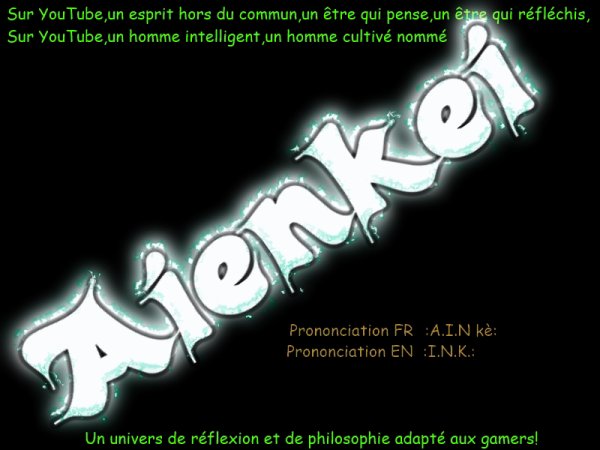 Sur YouTube,un esprit hors du commun,un être qui pense,un être qui réfléchis,
Sur YouTube,un homme intelligent,un homme cultivé nommé
Aienkei
Prononciation FR :A.I.N kè:
Prononciation EN :I.N.K.:
Un univers de réflexion et de philosophie adapté aux gamers!